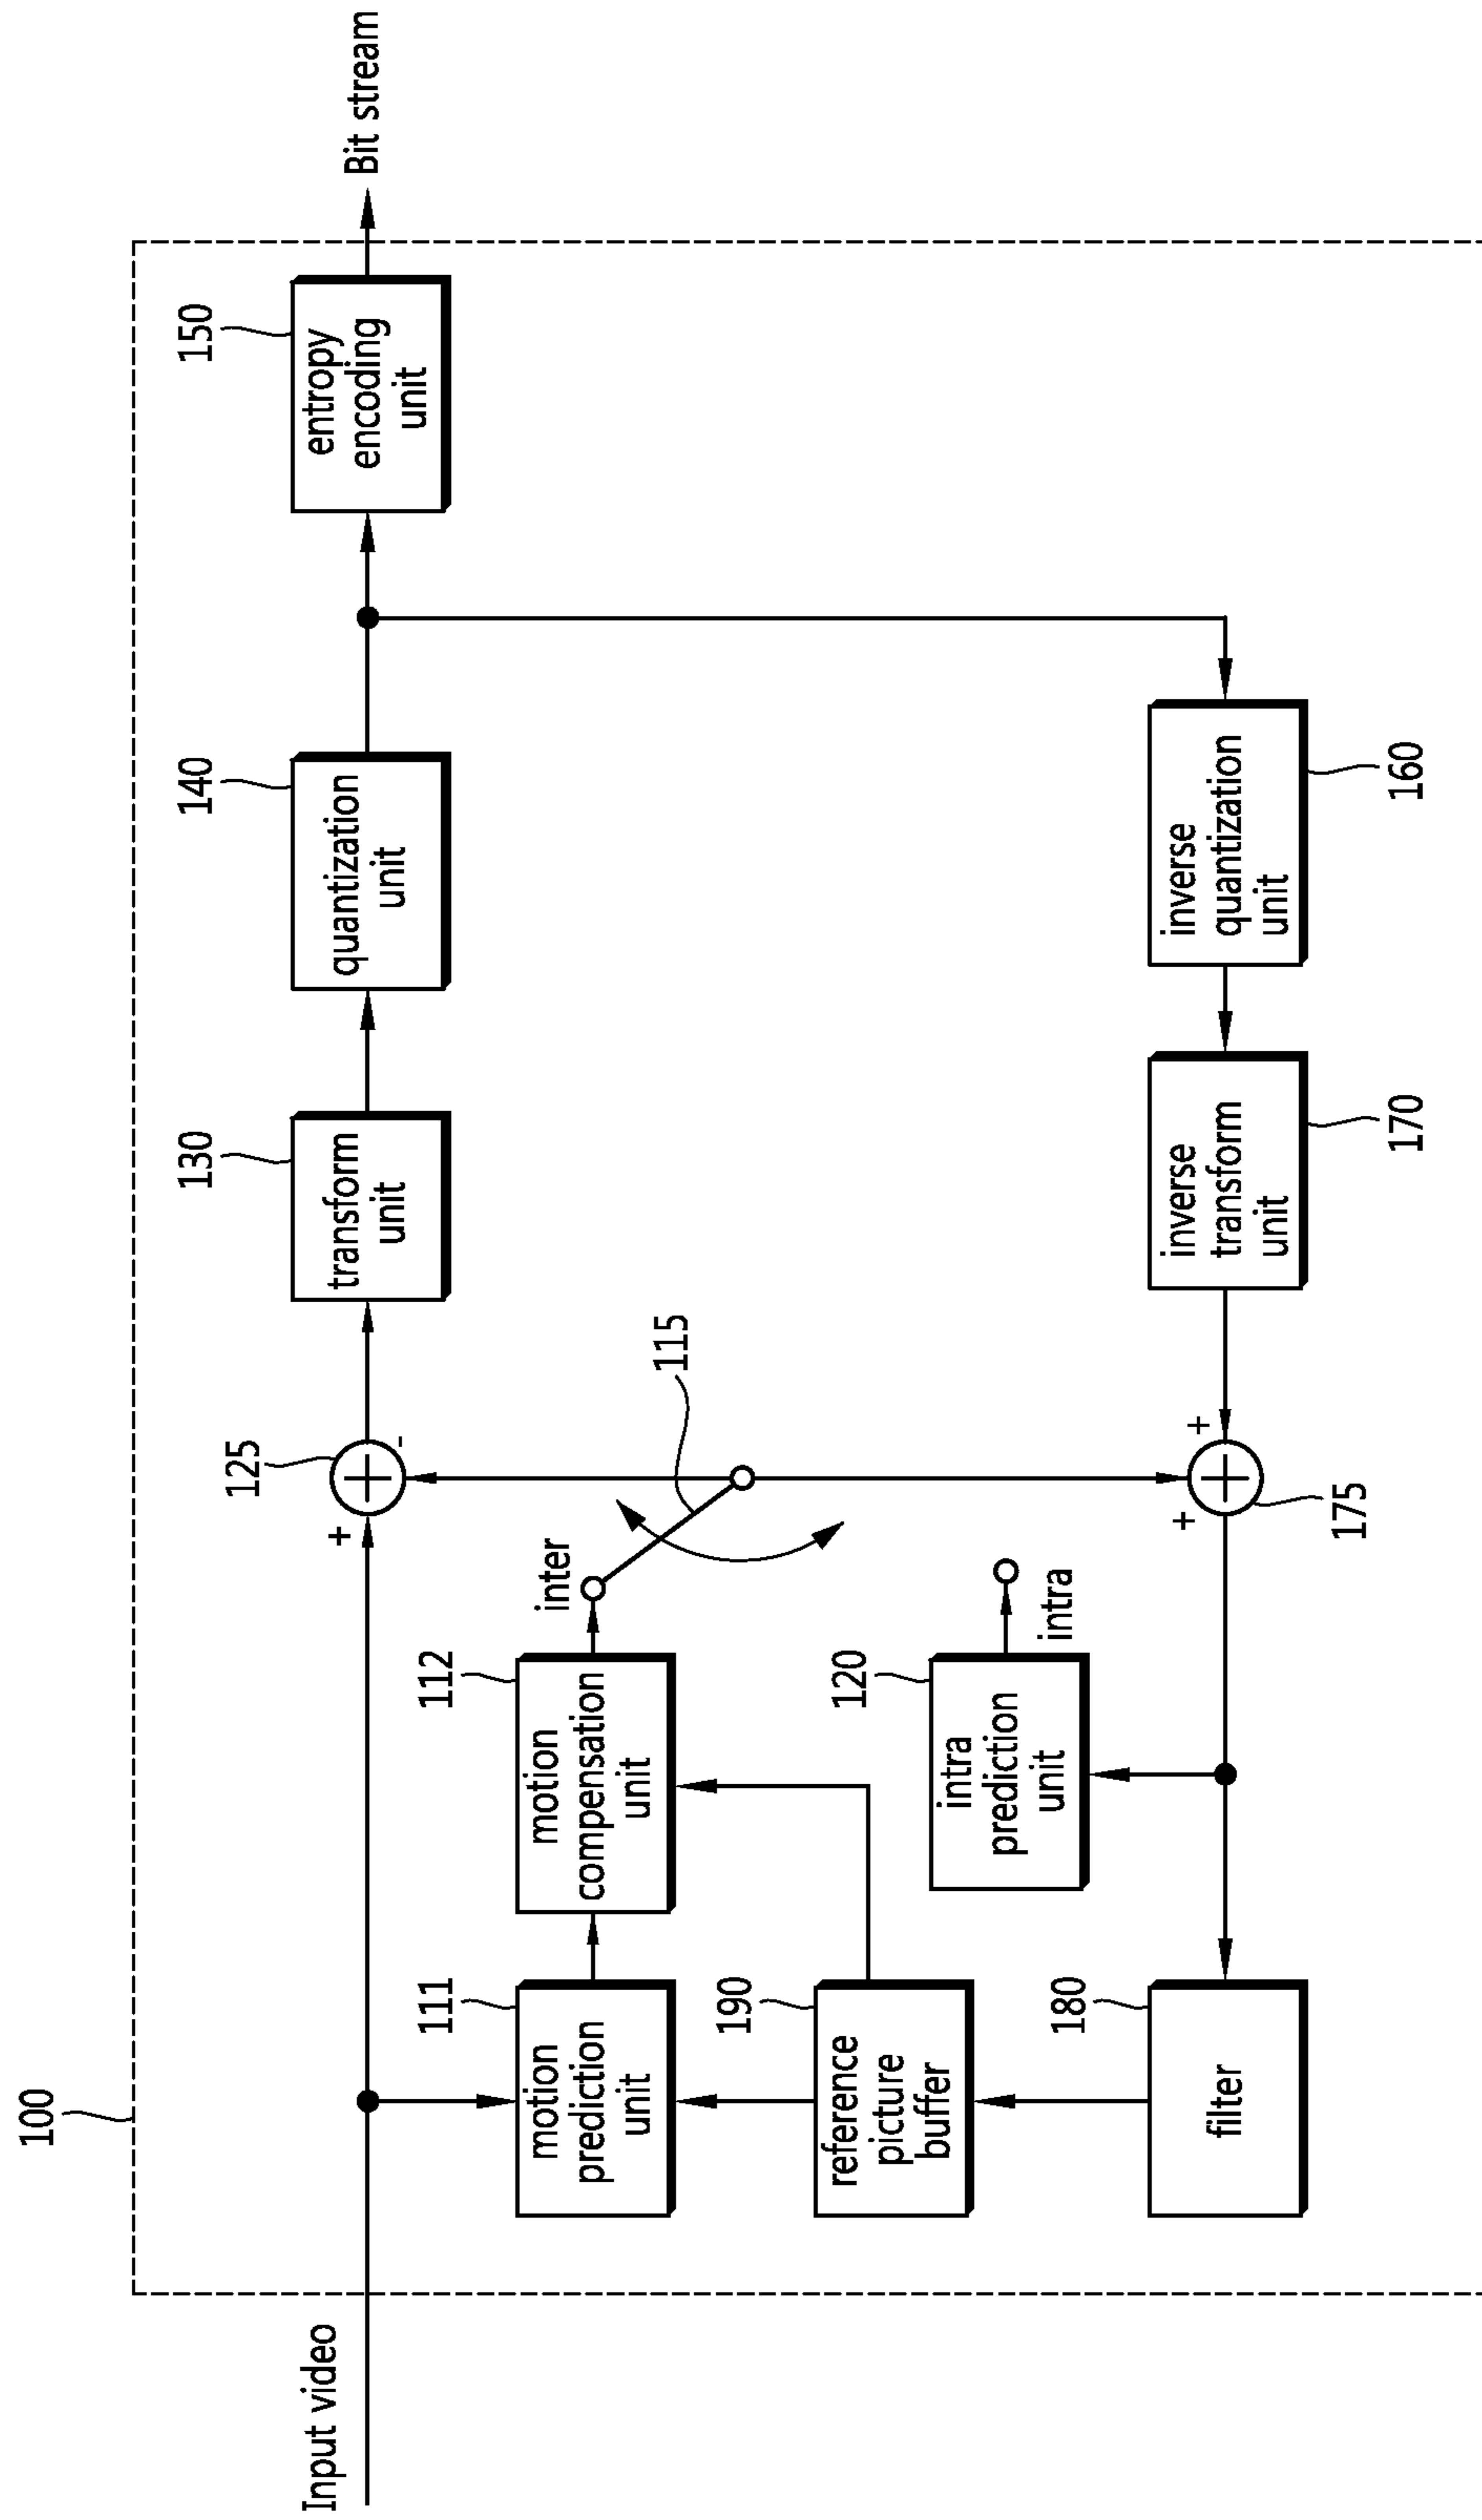 100
Input video
125
130
140
150
+
-
transform
unit
quantization
unit
entropy
encoding
unit
Bit stream
111
112
inter
115
motion
prediction
unit
motion
compensation
unit
190
120
reference
picture
buffer
intra
prediction
unit
intra
180
+
+
filter
inverse
transform
unit
inverse
quantization
unit
175
170
160